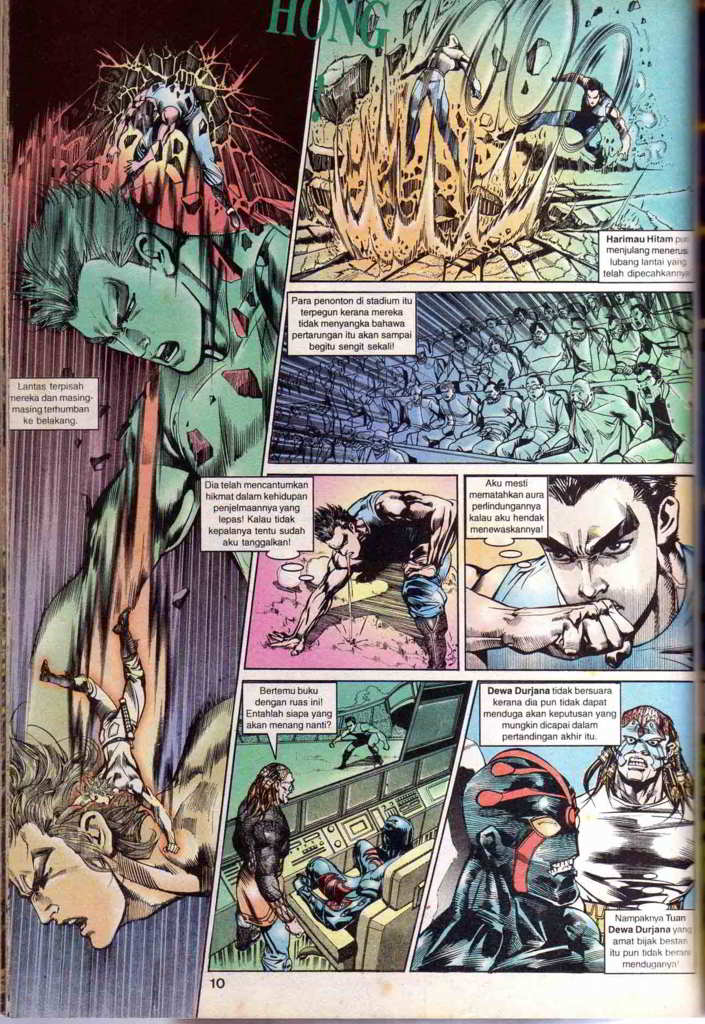 HONG
Harimau Hitam pun
menjulang menerusi
lubang lantai yang
telah dipecahkannya.
Para penonton di stadium itu
terpegun kerana mereka
tidak menyangka bahawa
pertarungan itu akan sampai
begitu sengit sekali!
Lantas terpisah
mereka dan masing-
masing terhumban
ke belakang.
Dia telah mencantumkan
hikmat dalam kehidupan
penjelmaannya yang
lepas! Kalau tidak
kepalanya tentu sudah
aku tanggalkan!
Aku mesti
mematahkan aura
perlindungannya
kalau aku hendak
menewaskannya!
Bertemu buku
dengan ruas ini!
Entahlah siapa yang
akan menang nanti?
Dewa Durjana tidak bersuara
kerana dia pun tidak dapat
menduga akan keputusan yang
mungkin dicapai dalam
pertandingan akhir itu.
Nampaknya Tuan
Dewa Durjana yang
amat bijak bestari
itu pun tidak berani
menduganya!
10